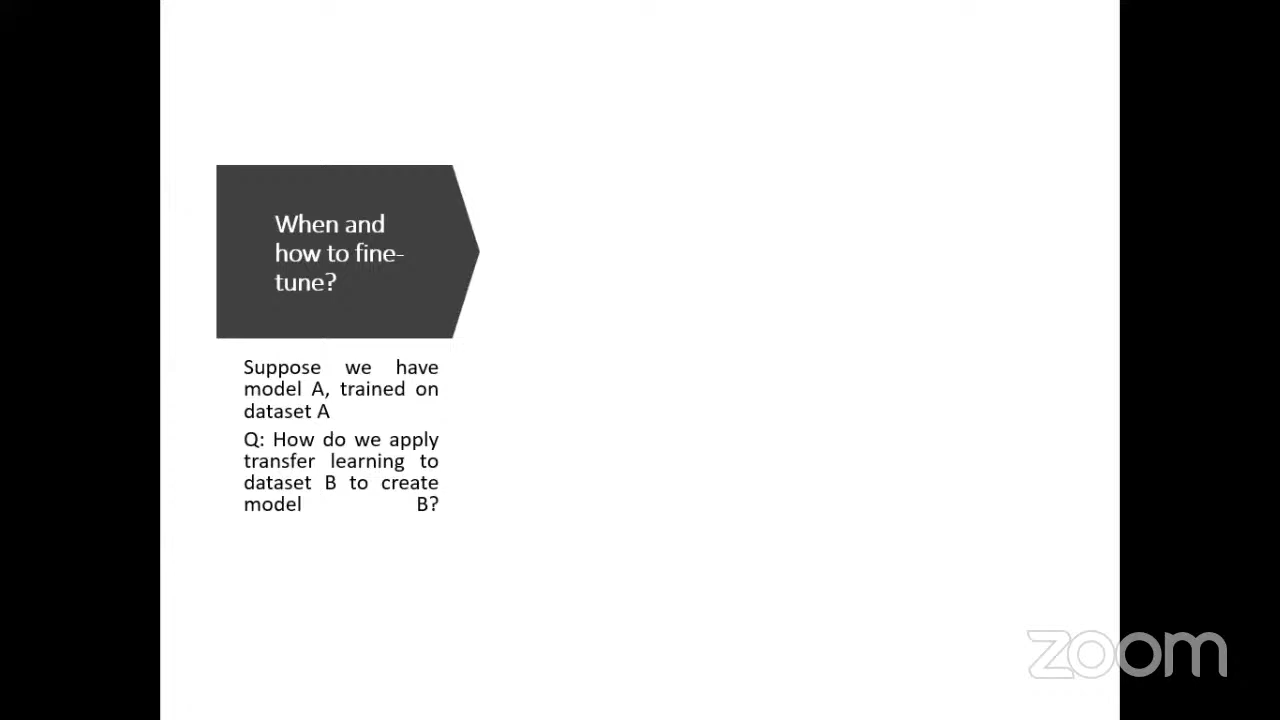 When and
how to fine-
tune?
Suppose we have
model A, trained on
dataset A
Q: How do we apply
transfer learning to
dataset B to create
model B?
zoom